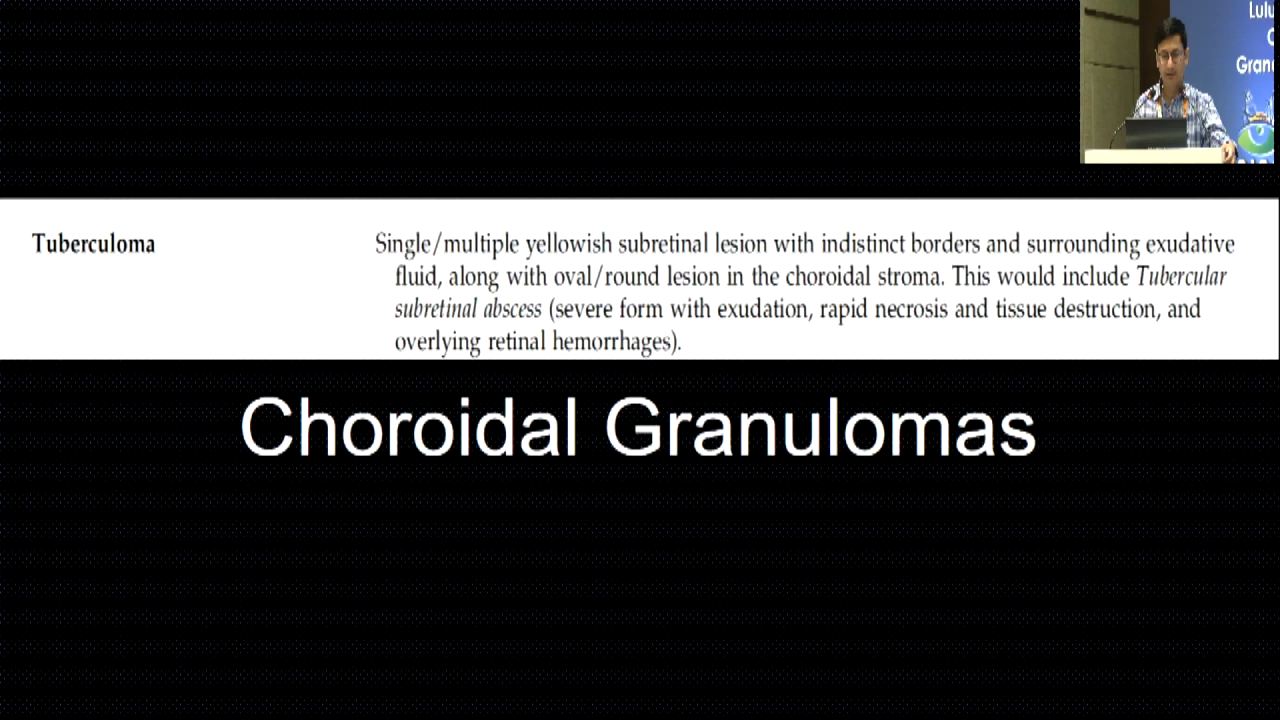 Lulu
Gran
Tuberculoma
Single/multiple yellowish subretinal lesion with indistinct borders and surrounding exudative
fluid, along with oval/round lesion in the choroidal stroma. This would include Tubercular
subretinal abscess (severe form with exudation, rapid necrosis and tissue destruction, and
overlying retinal hemorrhages).
Choroidal Granulomas